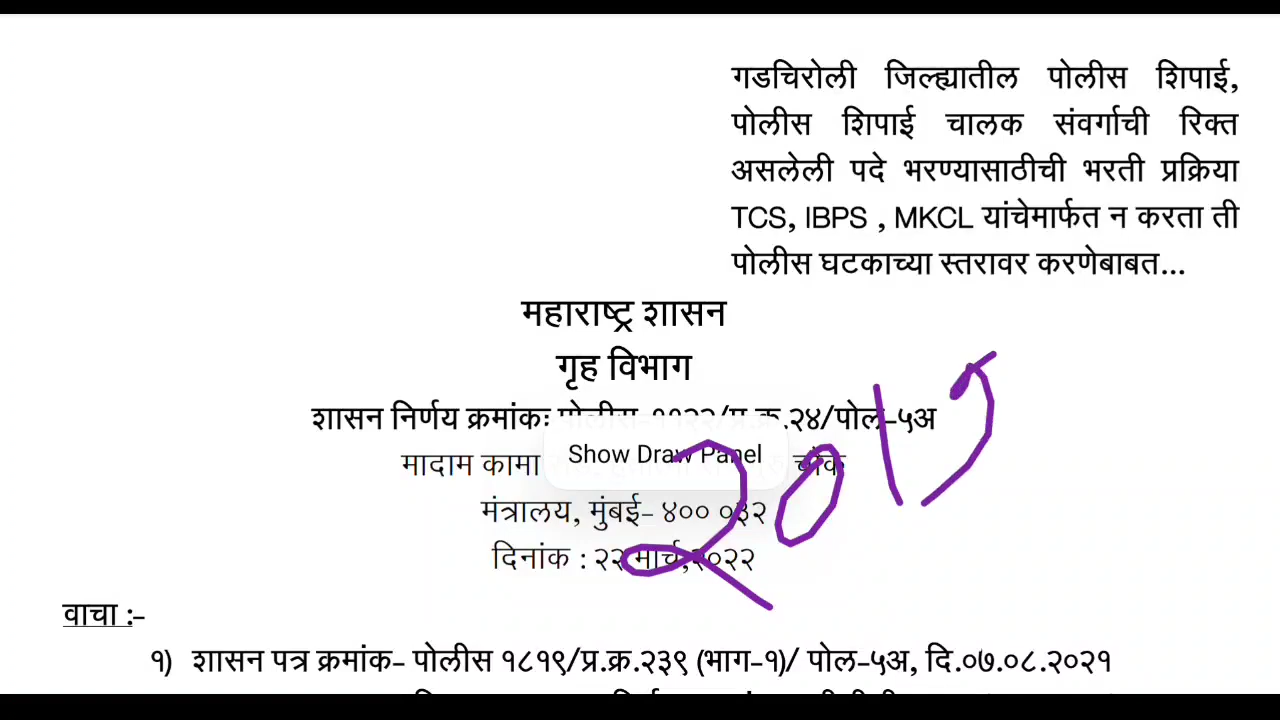 गडचिरोली जिल्ह्यातील पोलीस शिपाई,
पोलीस शिपाई चालक संवर्गाची रिक्त
असलेली पदे भरण्यासाठीची भरती प्रक्रिया
TCS, IBPS , MKCL यांचेमार्फत न करता ती
पोलीस घटकाच्या स्तरावर करणेबाबत...
महाराष्ट्र शासन
गृह विभाग
शासन निर्णय क्रमांकः पोलीस-११२२/प्र.क्र.२४/पोल-५अ
Show Draw Panel
मादाम कामा चौक
मंत्रालय, मुंबई- ४०० ०३२
दिनांक : २२ मार्च,२०२२
2019
वाचा :-
१) शासन पत्र क्रमांक- पोलीस १८१९/प्र.क्र.२३९ (भाग-१)/ पोल-५अ, दि.०७.०८.२०२१